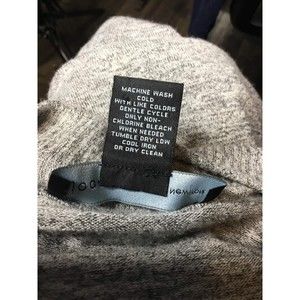 MACHINE WASH
COLD
WITH LIKE COLORS
GENTLE CYCLE
ONLY NON-
CHLORINE BLEACH
WHEN NEEDED
TUMBLE DRY LOW
COOL IRON
OR DRY CLEAN